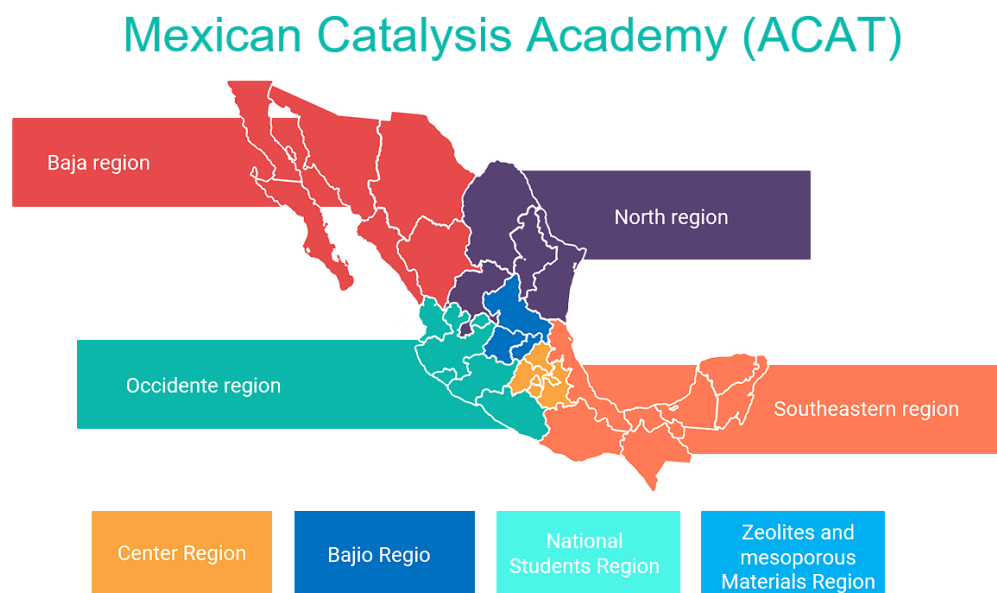 Mexican Catalysis Academy (ACAT)
Baja region
North region
Occidente region
Southeastern region
Center Region
Bajio Regio
National
Students Region
Zeolites and
mesoporous
Materials Region